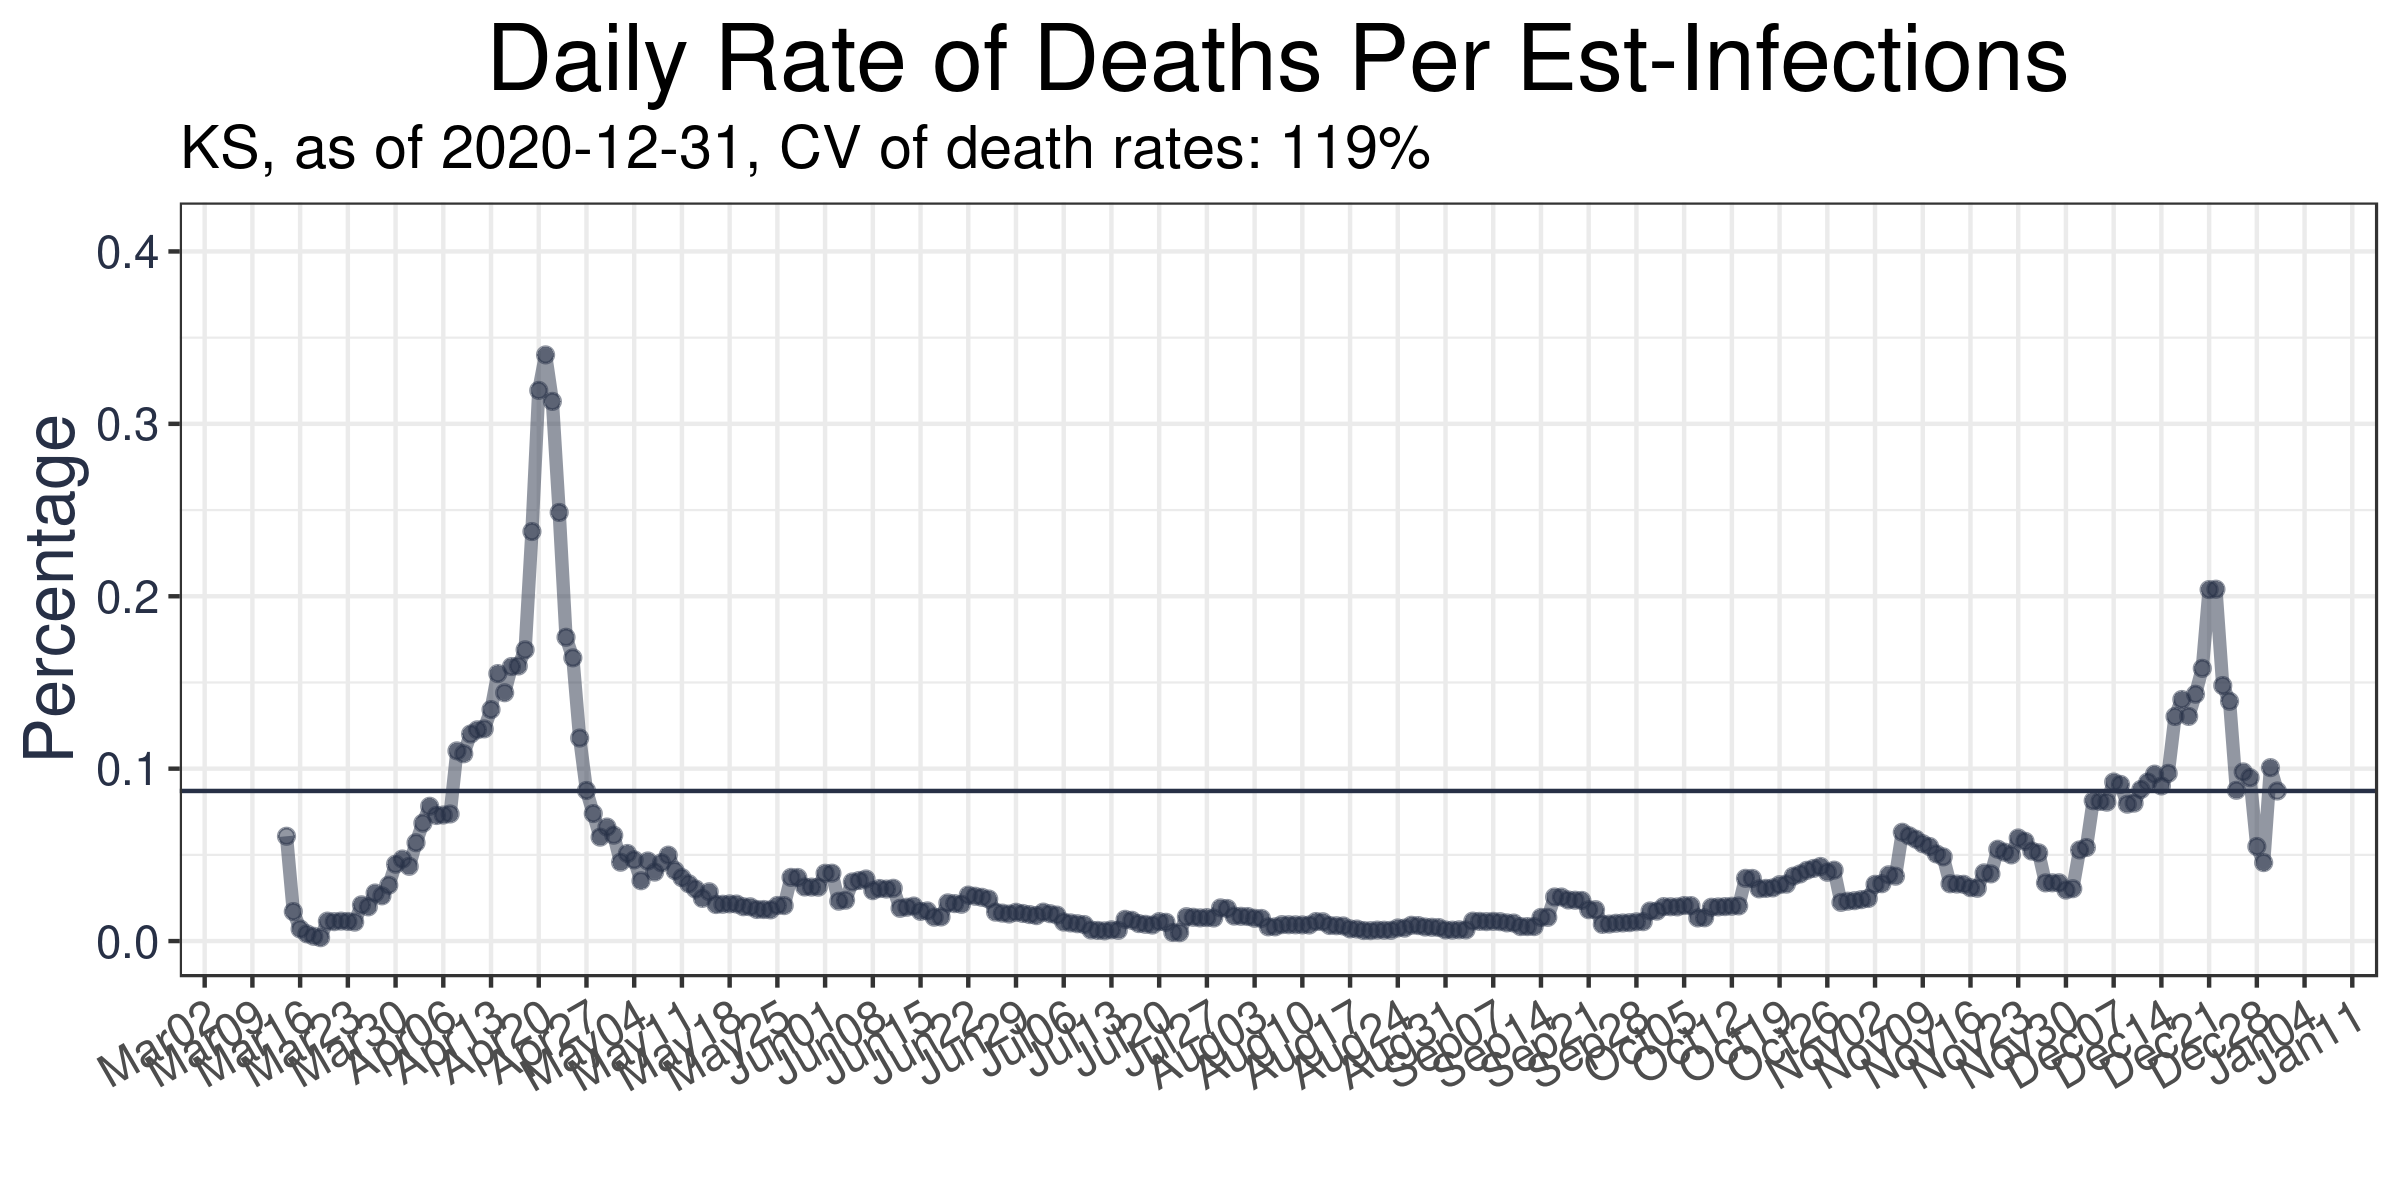 Daily Rate of Deaths Per Est-Infections
KS, as of 2020-12-31, CV of death rates: 119%
Percentage
0.4
0.3
0.2
0.1
0.0
Mar02
Mar09
Mar16
Mar23
Mar30
Apr06
Apr13
Apr20
Apr27
May04
May11
May18
May25
Jun01
Jun08
Jun15
Jun22
Jun29
Jul06
Jul13
Jul20
Jul27
Aug03
Aug10
Aug17
Aug24
Aug31
Sep07
Sep14
Sep21
Sep28
Oct05
Oct12
Oct19
Oct26
Nov02
Nov09
Nov16
Nov23
Nov30
Dec07
Dec14
Dec21
Dec28
Jan04
Jan11